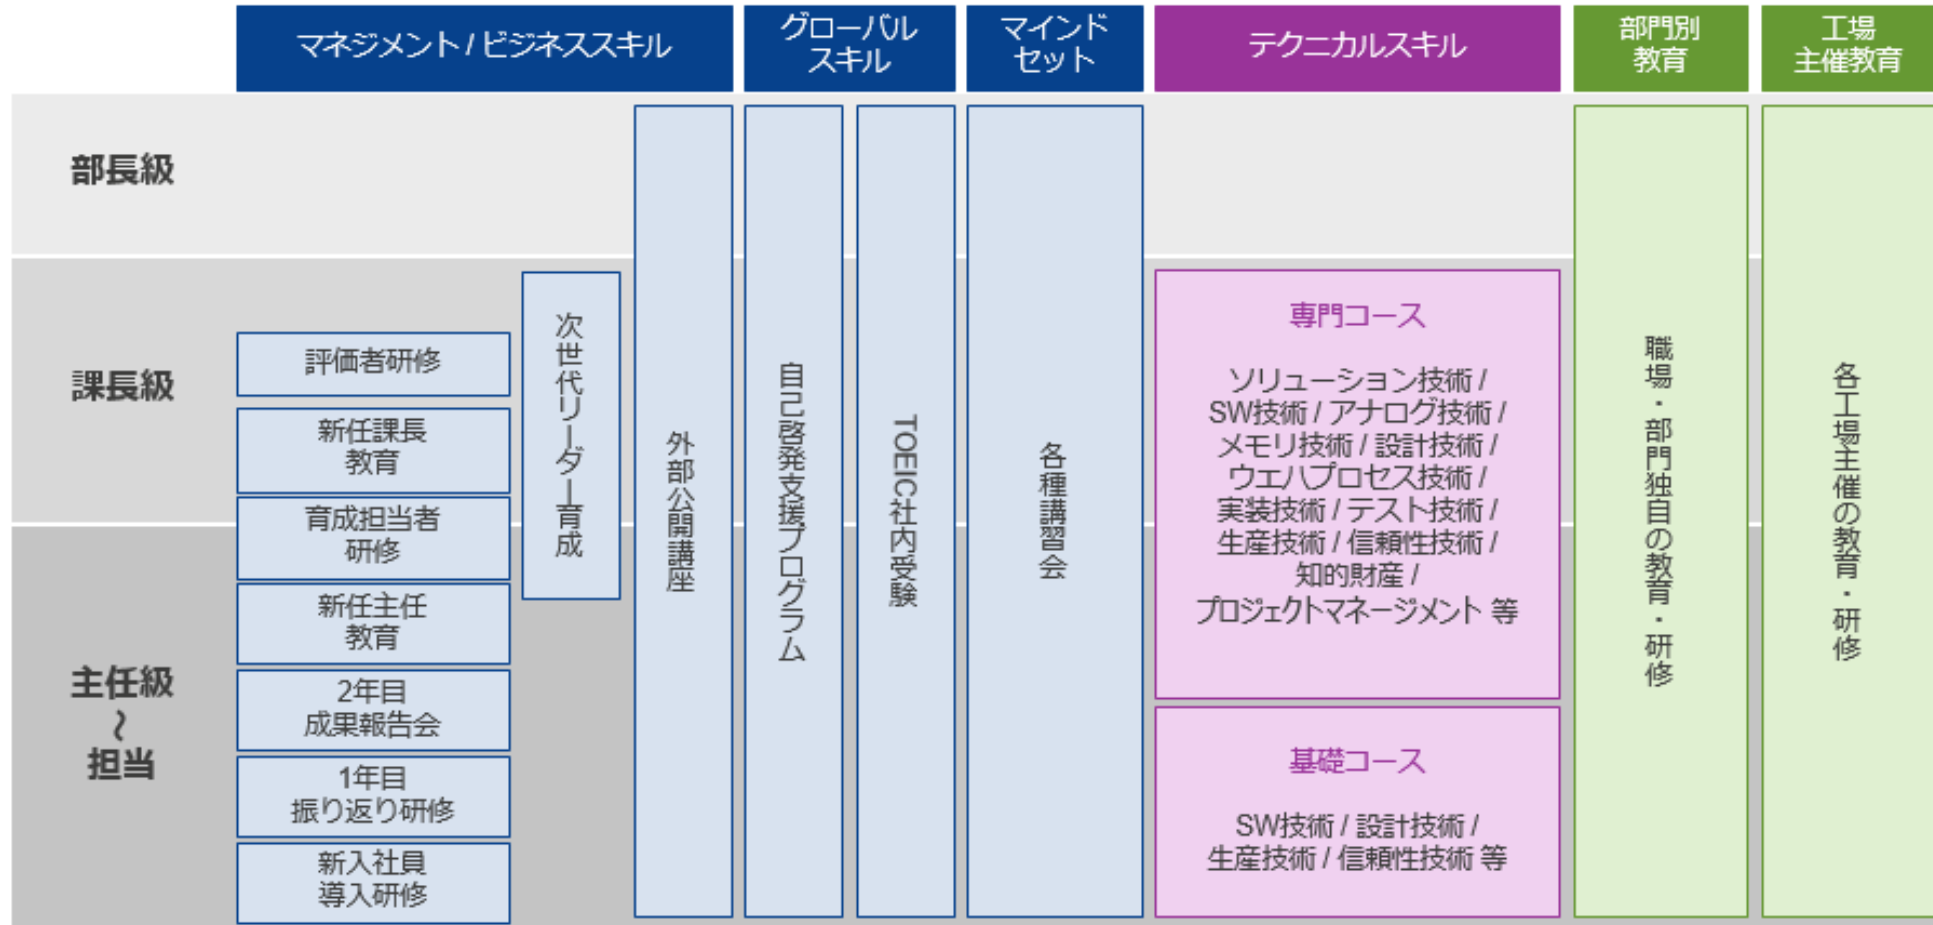 マネジメント / ビジネススキル
グローバル
スキル
マインド
セット
テクニカルスキル
部門別
教育
工場
主催教育
部長級
課長級
主任級
～
担当
評価者研修
新任課長
教育
育成担当者
研修
新任主任
教育
2年目
成果報告会
1年目
振り返り研修
新入社員
導入研修
次世代リーダー育成
外部公開講座
自己啓発支援プログラム
TOEIC社内受験
各種講習会
専門コース
ソリューション技術 /
SW技術 / アナログ技術 /
メモリ技術 / 設計技術 /
ウエハプロセス技術 /
実装技術 / テスト技術 /
生産技術 / 信頼性技術 /
知的財産 /
プロジェクトマネージメント 等
基礎コース
SW技術 / 設計技術 /
生産技術 / 信頼性技術 等
職場・部門独自の教育・研修
各工場主催の教育・研修